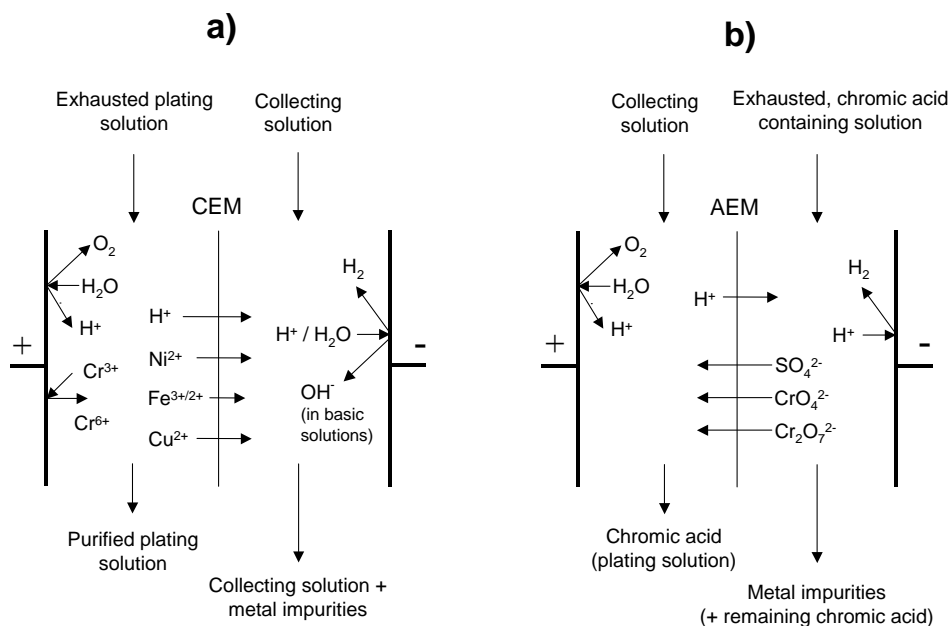 a)
Exhausted plating
solution
Collecting
solution
CEM
O₂
H₂O
H⁺
+
Cr³⁺
Cr⁶⁺
H⁺
Ni²⁺
Fe³⁺/²⁺
Cu²⁺
H₂
H⁺ / H₂O
OH⁻
(in basic
solutions)
-
Purified plating
solution
Collecting solution +
metal impurities
b)
Collecting
solution
Exhausted, chromic acid
containing solution
AEM
O₂
H₂O
H⁺
+
H⁺
SO₄²⁻
CrO₄²⁻
Cr₂O₇²⁻
H₂
H⁺
-
Chromic acid
(plating solution)
Metal impurities
(+ remaining chromic acid)